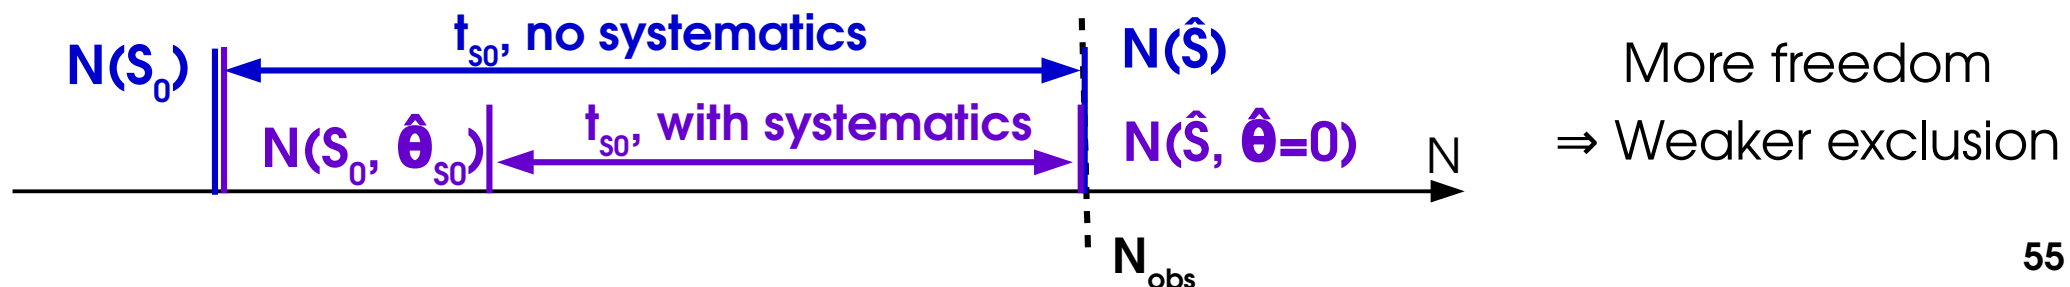 t_S0, no systematics
N(S_0)
N(Ŝ)
More freedom
t_S0, with systematics
N(S_0, θ̂_S0)
N(Ŝ, θ̂=0)
N
⇒ Weaker exclusion
N_obs
55